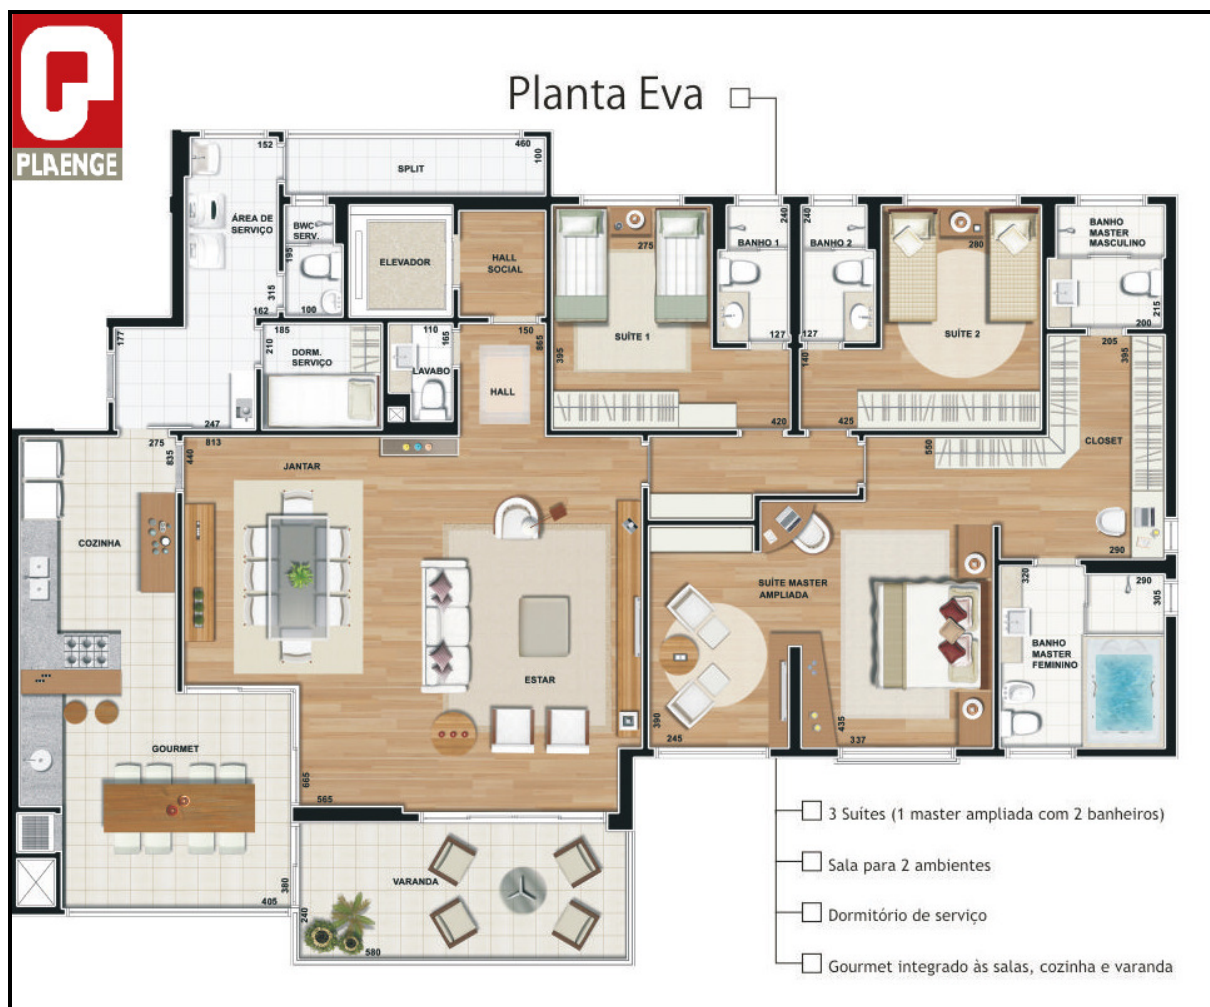 PLAENGE
Planta Eva
152
460
100
SPLIT
ÁREA DE
SERVIÇO
BWC
SERV.
195
315
162
100
ELEVADOR
HALL
SOCIAL
275
240
BANHO 1
240
BANHO 2
280
BANHO
MASTER
MASCULINO
215
200
177
185
210
DORM.
SERVIÇO
110
165
LAVABO
150
865
HALL
395
SUÍTE 1
127
127
140
SUÍTE 2
205
395
247
420
425
275
835
813
440
JANTAR
550
CLOSET
COZINHA
290
SUÍTE MASTER
AMPLIADA
320
290
305
BANHO
MASTER
FEMININO
ESTAR
390
245
435
337
GOURMET
665
565
380
405
VARANDA
240
580
3 Suítes (1 master ampliada com 2 banheiros)
Sala para 2 ambientes
Dormitório de serviço
Gourmet integrado às salas, cozinha e varanda